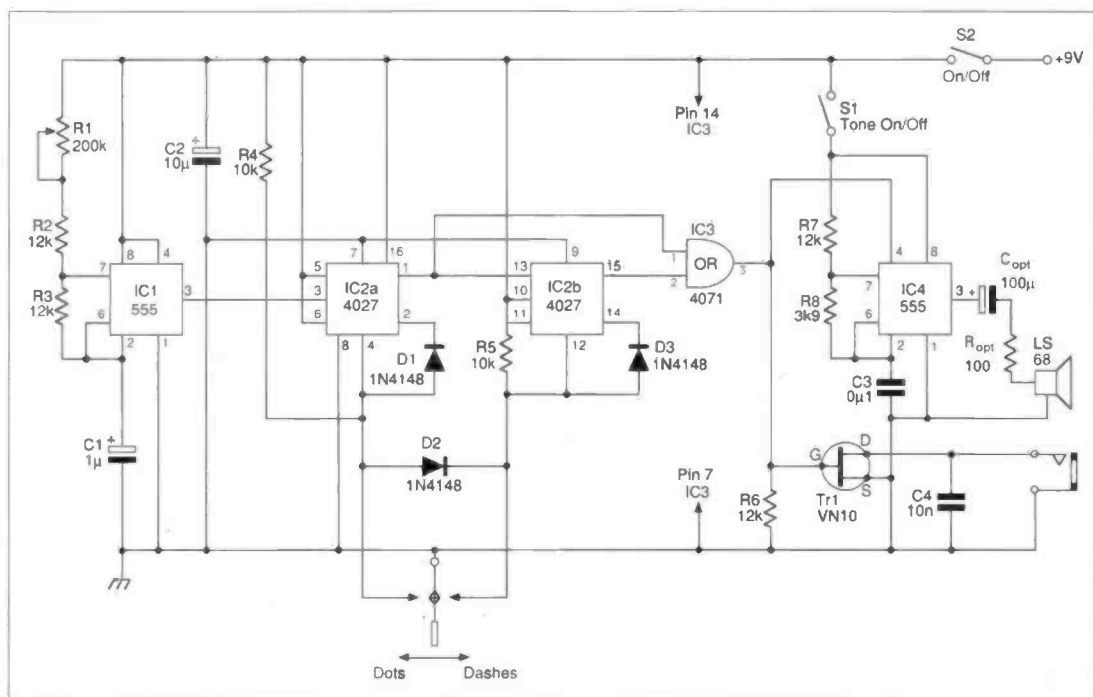 S2
+9V
On/Off
Pin 14
IC3
S1
Tone On/Off
R1
200k
C2
10µ
+
R4
10k
R2
12k
8
4
7
16
9
IC3
1
OR
2
3
4071
R7
12k
4
8
C opt
100µ
7
IC1
555
3
6
2
1
R3
12k
5
IC2a
4027
1
3
6
2
8
4
13
IC2b
4027
15
10
11
14
12
R5
10k
D1
1N4148
D3
1N4148
7
IC4
555
3
+
6
2
1
R8
3k9
R opt
100
LS
68
C3
0µ1
C1
1µ
+
D2
1N4148
Pin 7
IC3
R6
12k
G
D
S
Tr1
VN10
C4
10n
Dots
Dashes